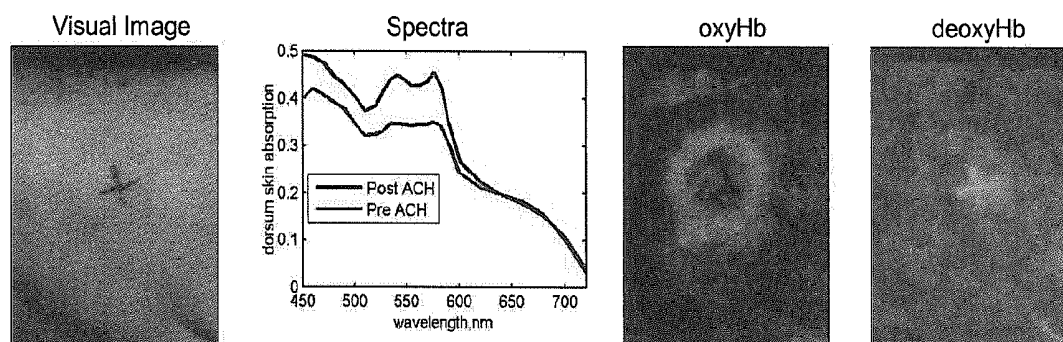 Visual Image
Spectra
oxyHb
deoxyHb
0.5
0.4
0.3
0.2
0.1
0
dorsum skin absorption
Post ACH
Pre ACH
450 500 550 600 650 700
wavelength,nm